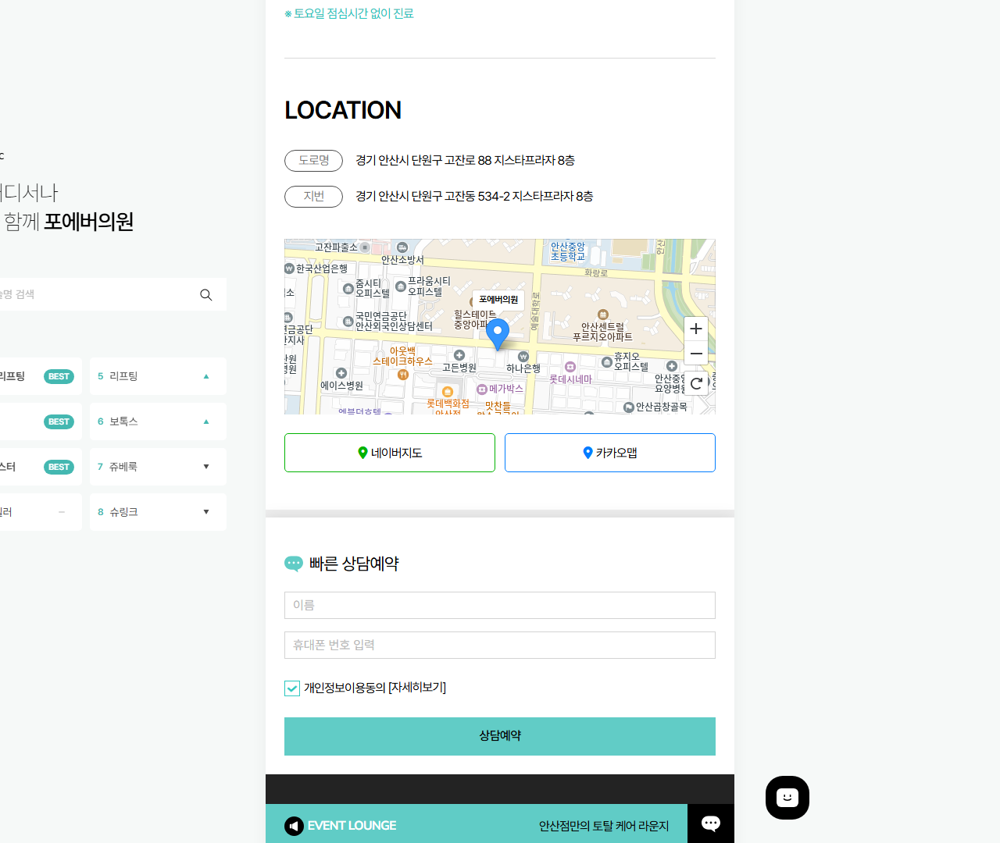 ※ 토요일 점심시간 없이 진료
LOCATION
도로명 경기 안산시 단원구 고잔로 88 지스타프라자 8층
지번 경기 안산시 단원구 고잔동 534-2 지스타프라자 8층
C
디서나
함께 포에버의원
명 검색
리프팅 BEST
5 리프팅
BEST
6 보톡스
스터 BEST
7 쥬베룩
러
8 슈링크
고잔파출소
안산소방서
안산중앙
초등학교
한국산업은행
화랑로
줌시티
오피스텔
프라움시티
오피스텔
포에버의원
힐스테이트
예술대학로
국민연금공단
안산외국인상담센터
안산센트럴
푸르지오아파트
아웃백
스테이크하우스
고든병원
하나은행
휴지오
오피스텔
에이스병원
롯데시네마
메가박스
롯데백화점
맛찬들
안산곱창골목
네이버지도
카카오맵
빠른 상담예약
이름
휴대폰 번호 입력
개인정보이용동의 [자세히보기]
상담예약
EVENT LOUNGE
안산점만의 토탈 케어 라운지